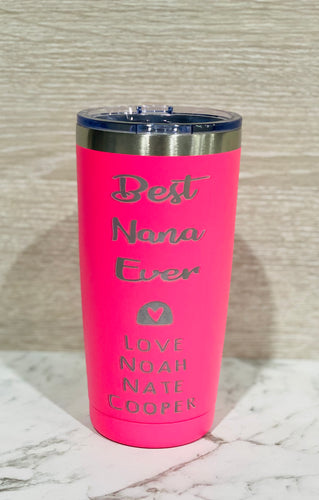 Best
Nana
Ever
LOVE
NOAH
NATE
COOPER